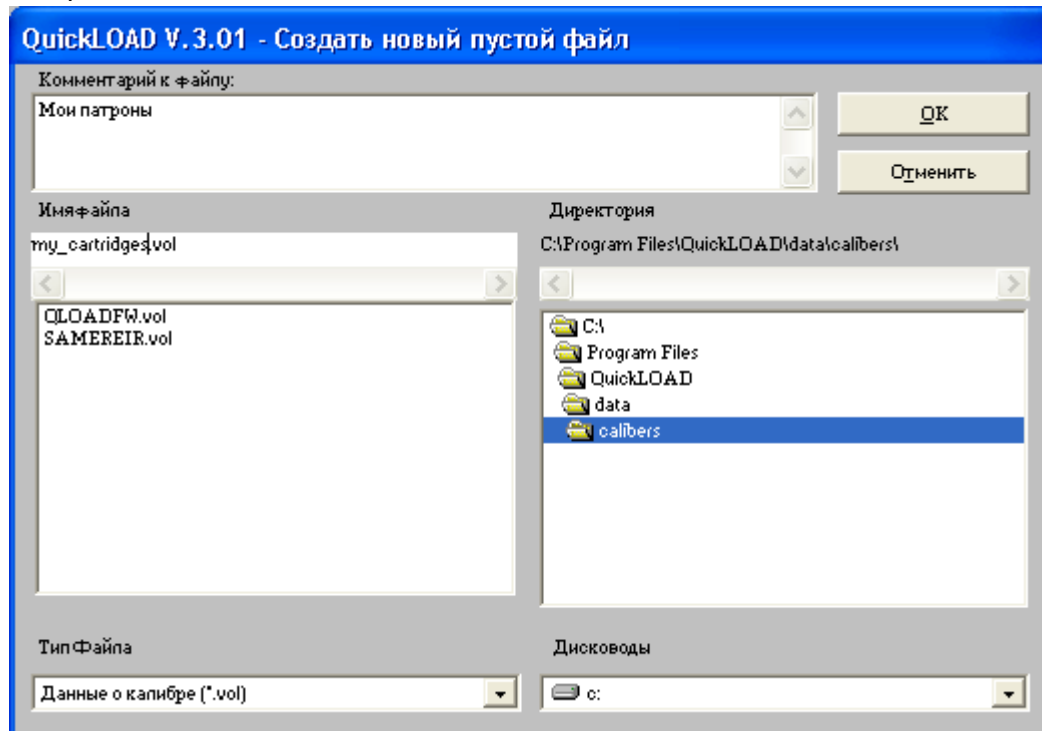 QuickLOAD V.3.01 - Создать новый пустой файл
Комментарий к файлу:
Мои патроны
OK
Отменить
Имя файла
Директория
my_cartridges.vol
C:\Program Files\QuickLOAD\data\calibers\
QLOADFW.vol
SAMEREIR.vol
C:\
Program Files
QuickLOAD
data
calibers
Тип Файла
Дисководы
Данные о калибре (*.vol)
c: